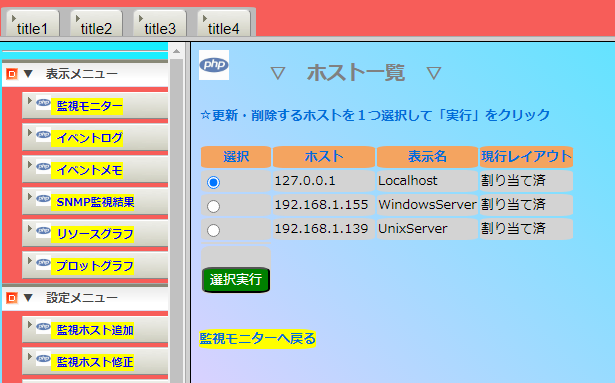 title1 title2 title3 title4
▼ 表示メニュー
php 監視モニター
php イベントログ
php イベントメモ
php SNMP監視結果
php リソースグラフ
php プロットグラフ
▼ 設定メニュー
php 監視ホスト追加
php 監視ホスト修正
php ▽ ホスト一覧 ▽
☆更新・削除するホストを１つ選択して「実行」をクリック
選択 ホスト 表示名 現行レイアウト
127.0.0.1 Localhost 割り当て済
192.168.1.155 WindowsServer 割り当て済
192.168.1.139 UnixServer 割り当て済
選択実行
監視モニターへ戻る